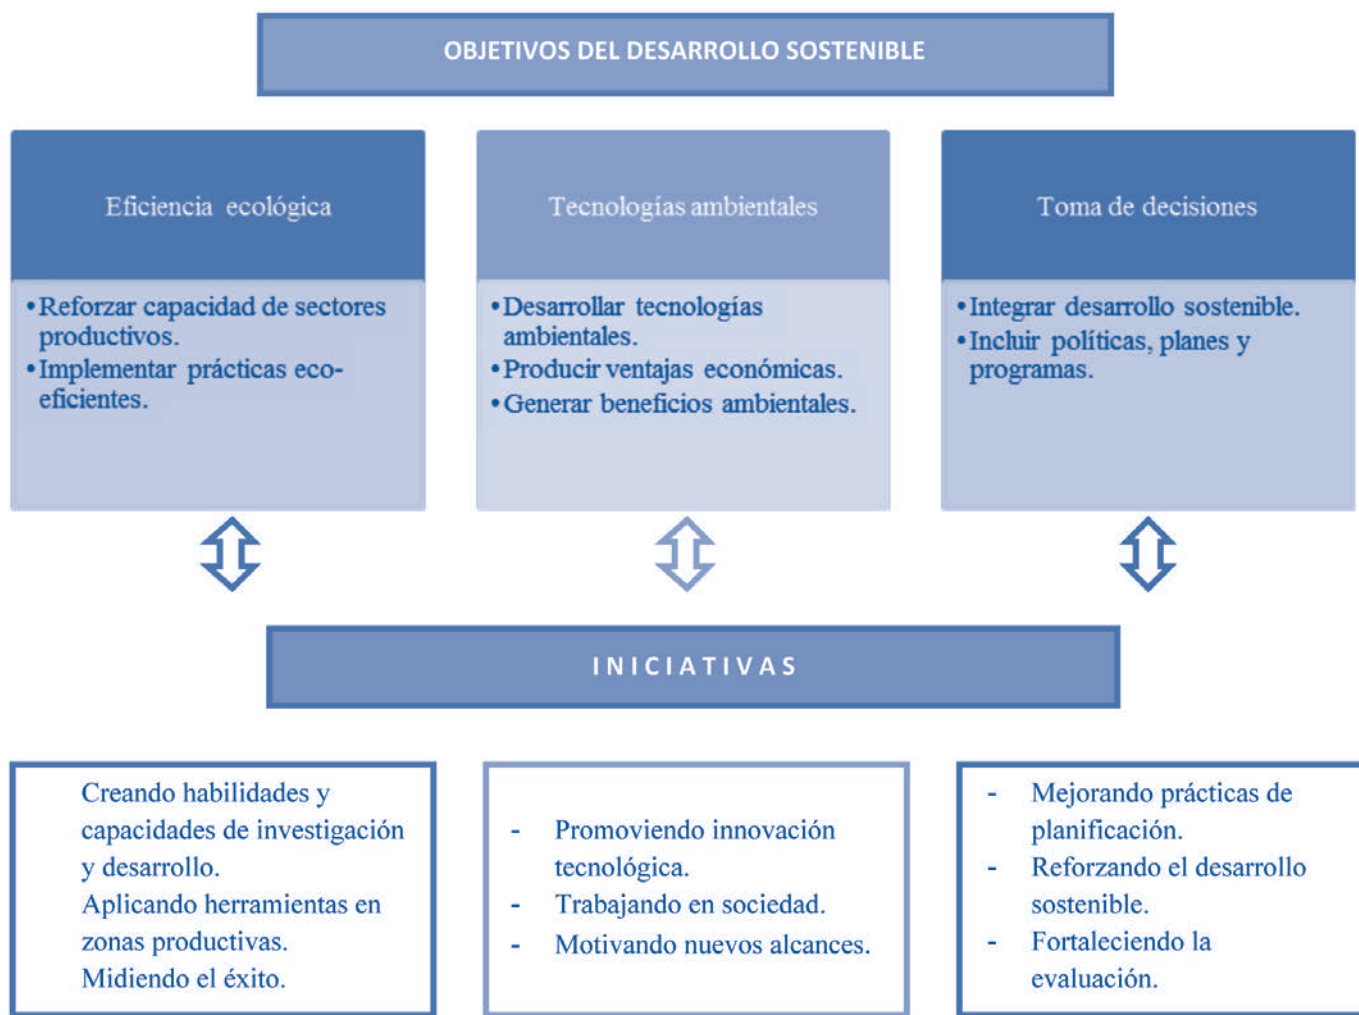 OBJETIVOS DEL DESARROLLO SOSTENIBLE
Eficiencia ecológica
• Reforzar capacidad de sectores
productivos.
• Implementar prácticas eco-
eficientes.
Tecnologías ambientales
• Desarrollar tecnologías
ambientales.
• Producir ventajas económicas.
• Generar beneficios ambientales.
Toma de decisiones
• Integrar desarrollo sostenible.
• Incluir políticas, planes y
programas.
INICIATIVAS
Creando habilidades y
capacidades de investigación
y desarrollo.
Aplicando herramientas en
zonas productivas.
Midiendo el éxito.
- Promoviendo innovación
tecnológica.
- Trabajando en sociedad.
- Motivando nuevos alcances.
- Mejorando prácticas de
planificación.
- Reforzando el desarrollo
sostenible.
- Fortaleciendo la
evaluación.